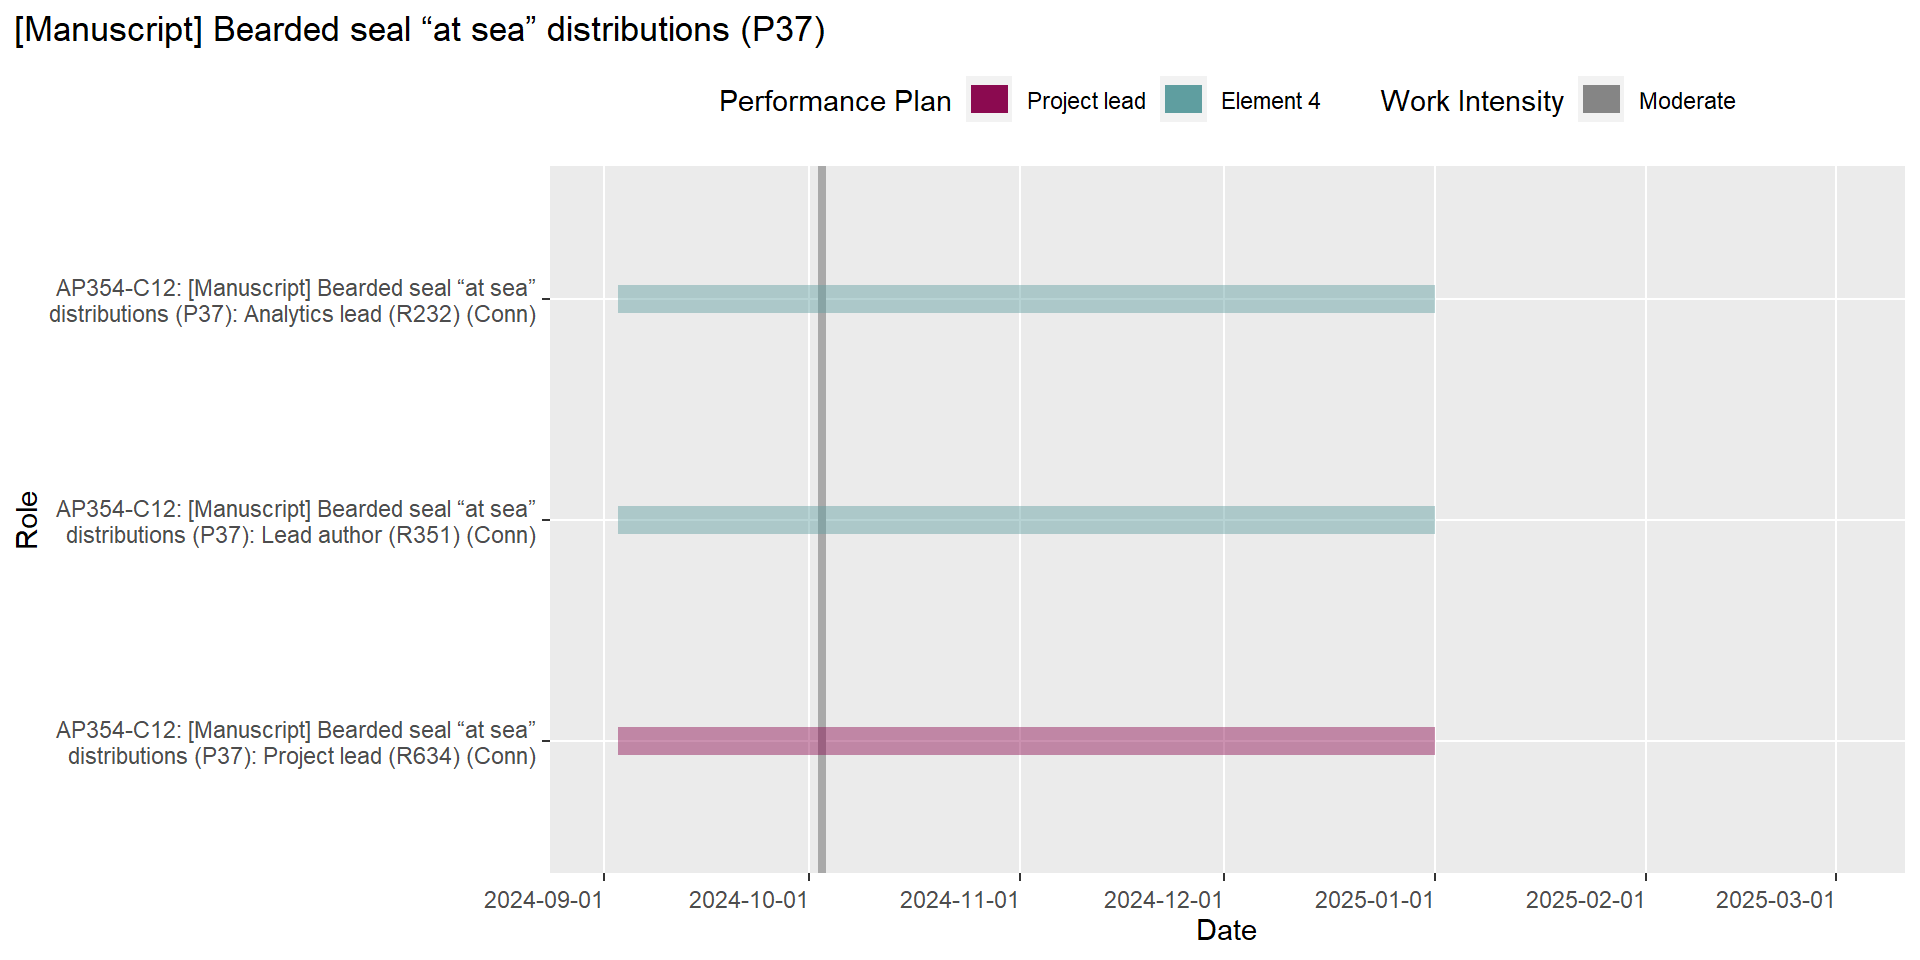 [Manuscript] Bearded seal “at sea” distributions (P37)
Performance Plan Project lead Element 4 Work Intensity Moderate
AP354-C12: [Manuscript] Bearded seal “at sea”
distributions (P37): Analytics lead (R232) (Conn)
AP354-C12: [Manuscript] Bearded seal “at sea”
distributions (P37): Lead author (R351) (Conn)
AP354-C12: [Manuscript] Bearded seal “at sea”
distributions (P37): Project lead (R634) (Conn)
Role
2024-09-01 2024-10-01 2024-11-01 2024-12-01 2025-01-01 2025-02-01 2025-03-01
Date